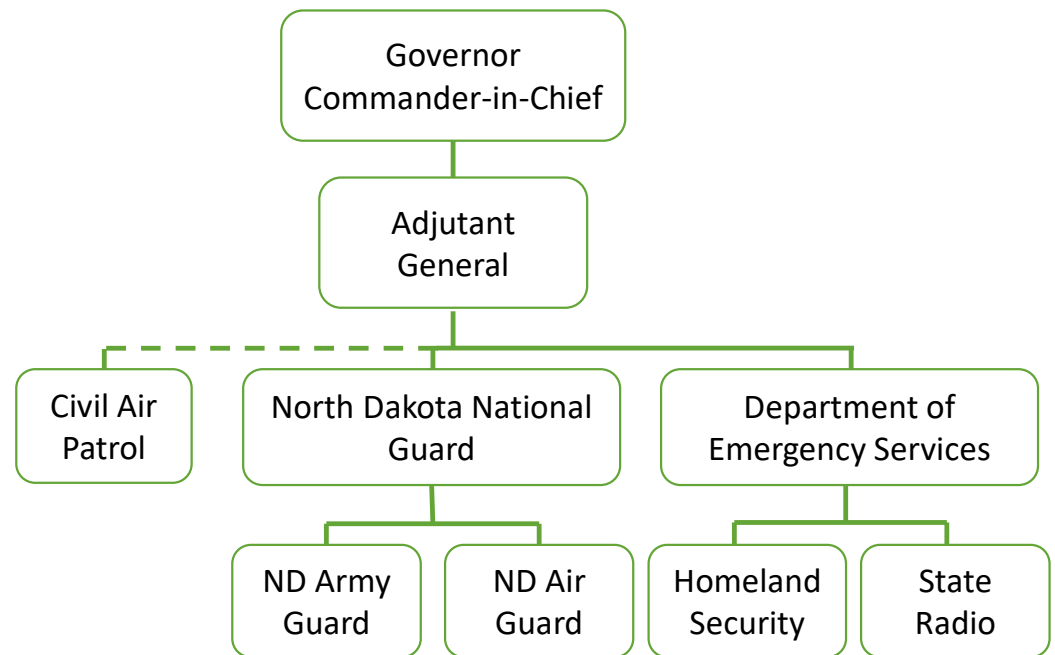 Governor
Commander-in-Chief
Adjutant
General
Civil Air
Patrol
North Dakota National
Guard
Department of
Emergency Services
ND Army
Guard
ND Air
Guard
Homeland
Security
State
Radio